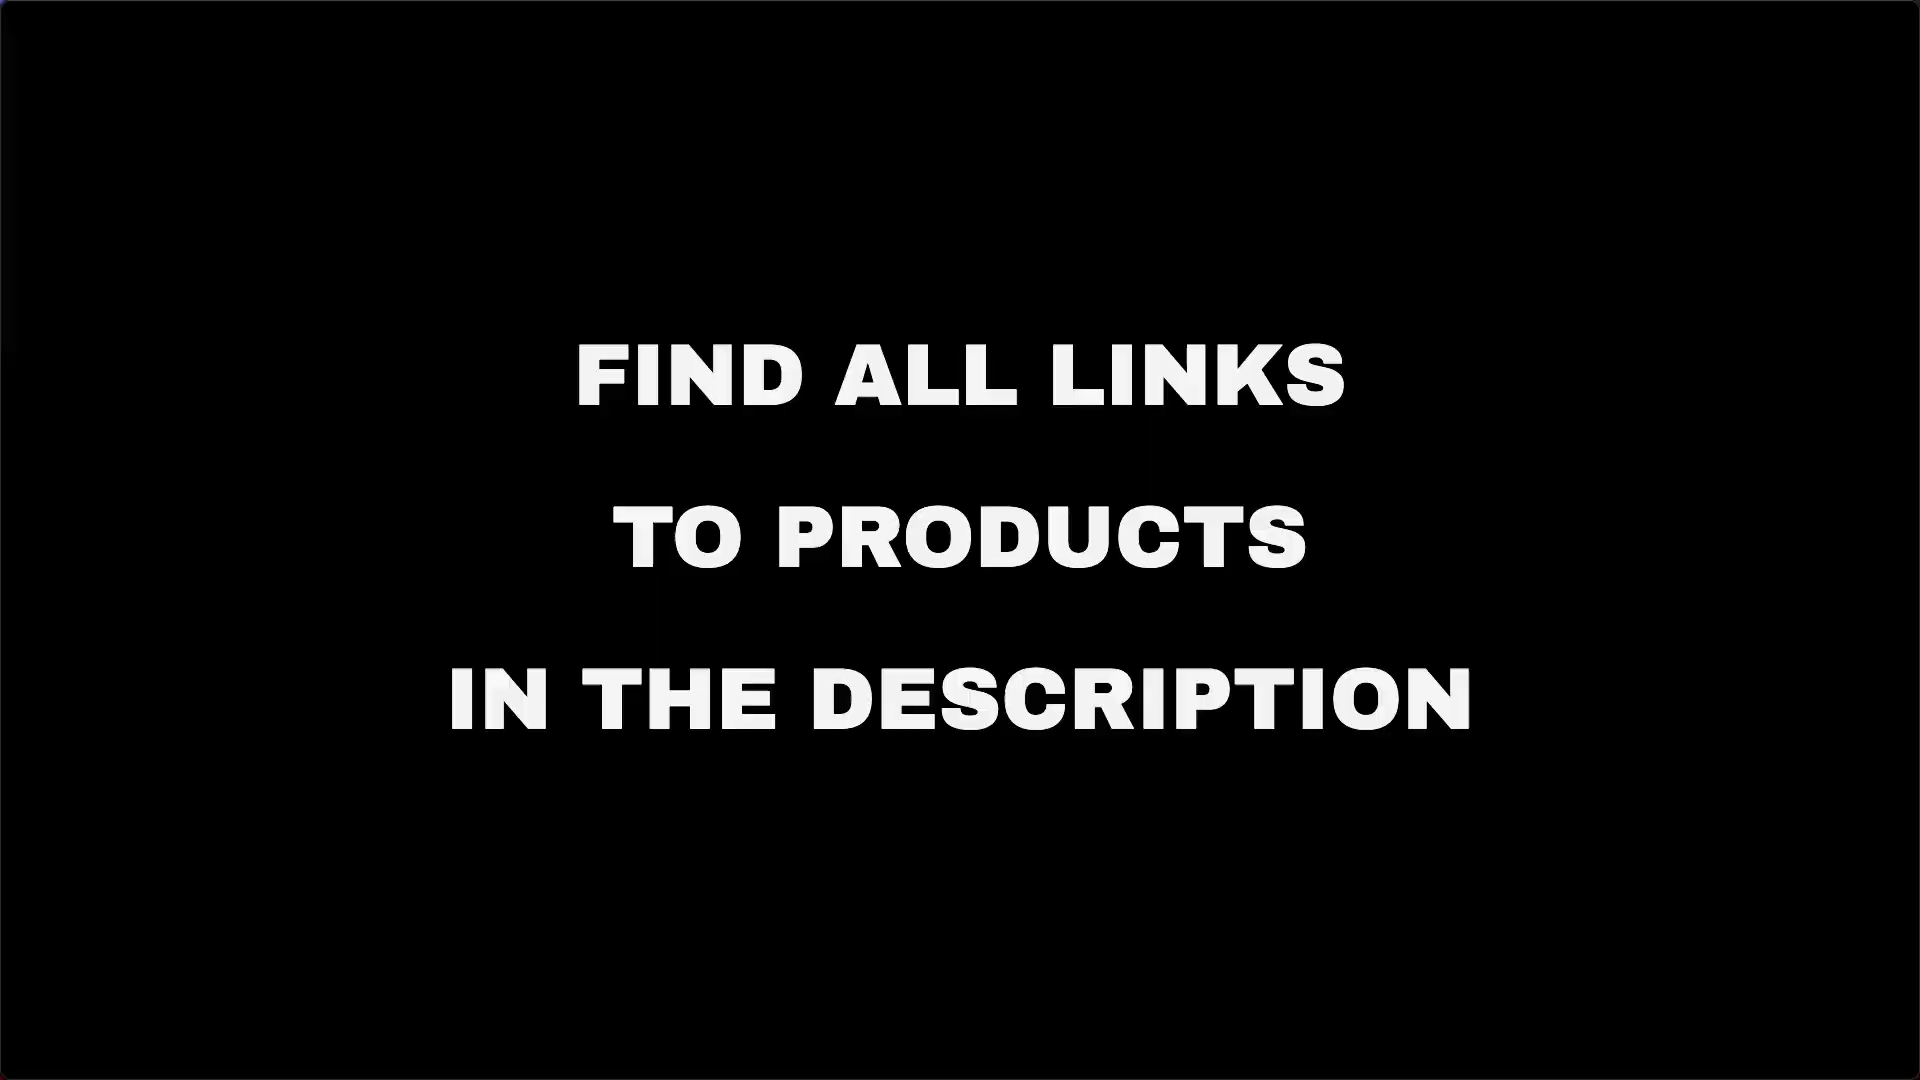 FIND ALL LINKS
TO PRODUCTS
IN THE DESCRIPTION